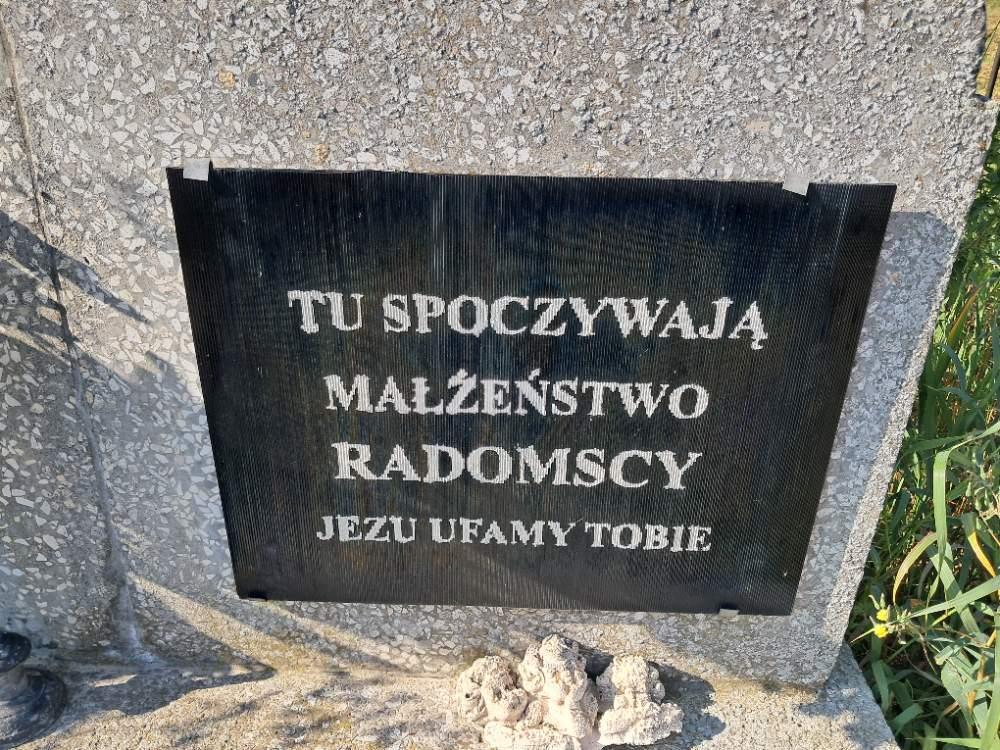 TU SPOCZYWAJĄ
MAŁŻEŃSTWO
RADOMSCY
JEZU UFAMY TOBIE